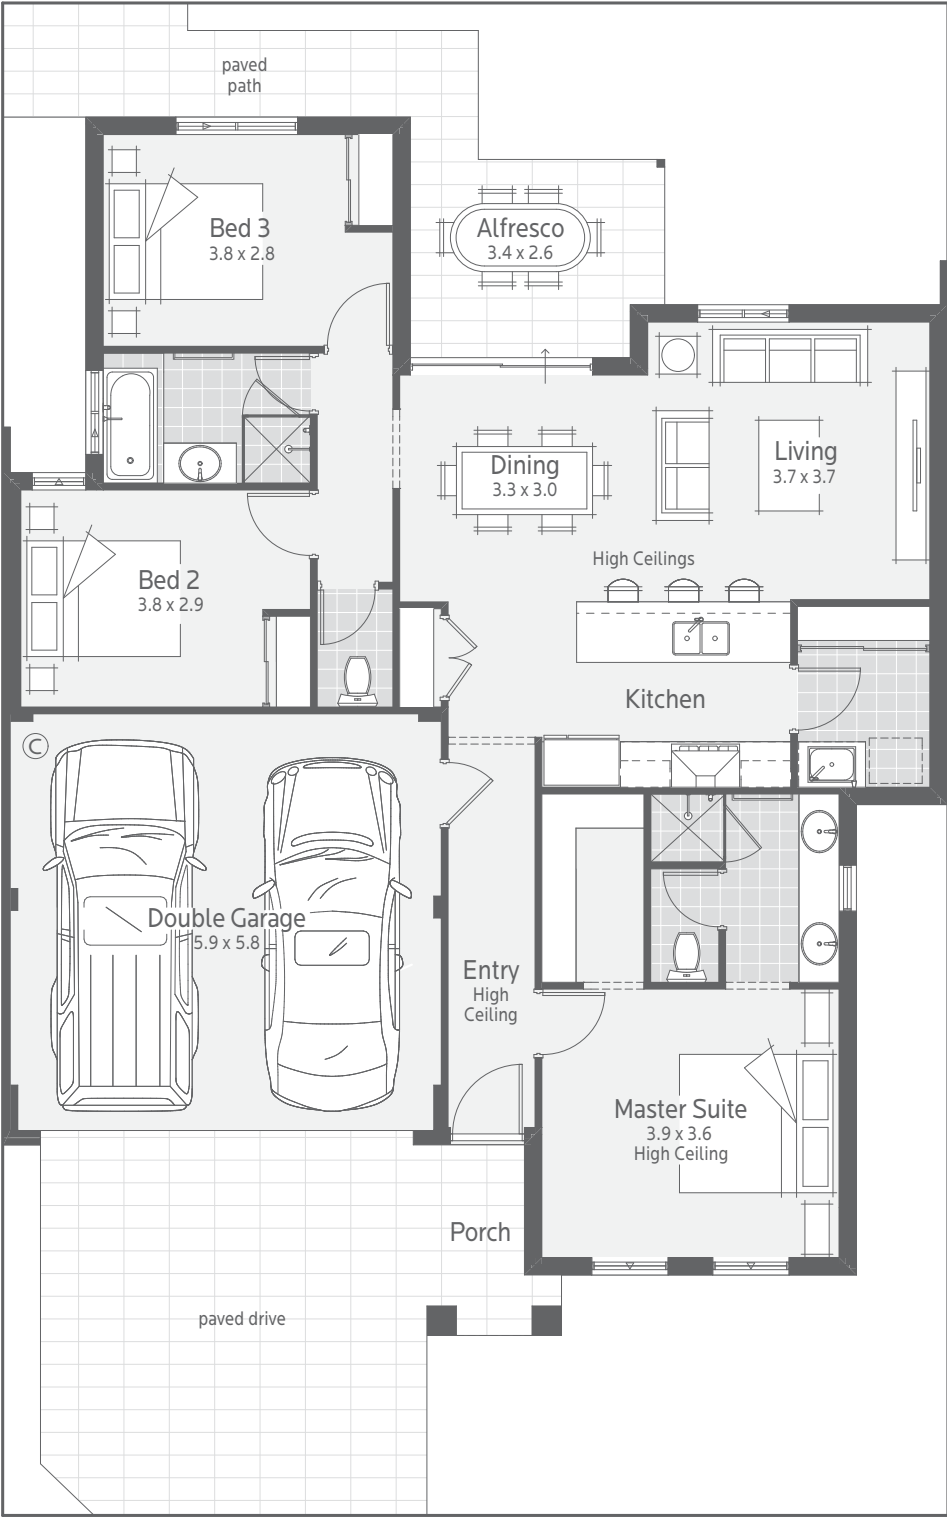 paved
path
Bed 3
3.8 x 2.8
Alfresco
3.4 x 2.6
Dining
3.3 x 3.0
Living
3.7 x 3.7
High Ceilings
Bed 2
3.8 x 2.9
Kitchen
C
Double Garage
5.9 x 5.8
Entry
High
Ceiling
Master Suite
3.9 x 3.6
High Ceiling
Porch
paved drive